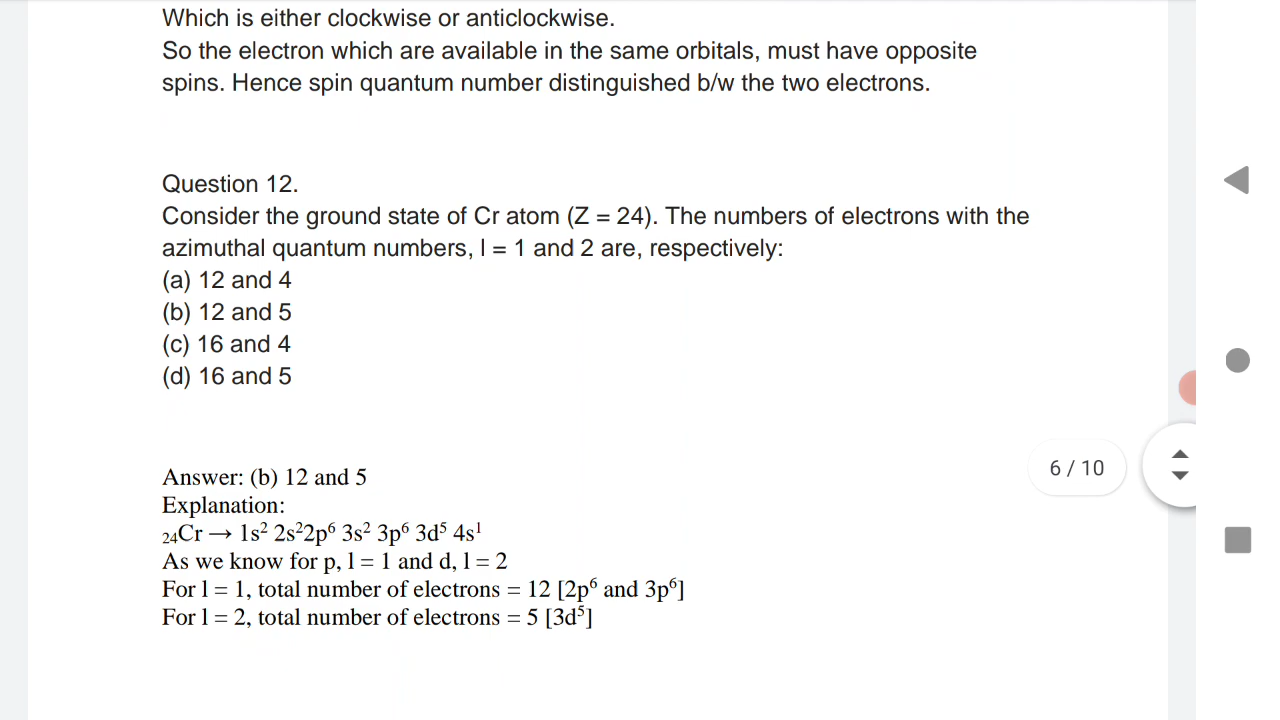 Which is either clockwise or anticlockwise.
So the electron which are available in the same orbitals, must have opposite
spins. Hence spin quantum number distinguished b/w the two electrons.
Question 12.
Consider the ground state of Cr atom (Z = 24). The numbers of electrons with the
azimuthal quantum numbers, l = 1 and 2 are, respectively:
(a) 12 and 4
(b) 12 and 5
(c) 16 and 4
(d) 16 and 5
6 / 10
Answer: (b) 12 and 5
Explanation:
₂₄Cr → 1s² 2s²2p⁶ 3s² 3p⁶ 3d⁵ 4s¹
As we know for p, l = 1 and d, l = 2
For l = 1, total number of electrons = 12 [2p⁶ and 3p⁶]
For l = 2, total number of electrons = 5 [3d⁵]